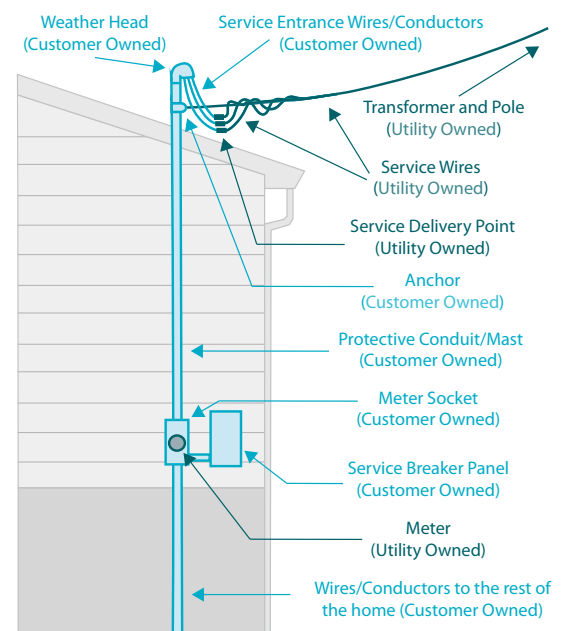 Weather Head
(Customer Owned)
Service Entrance Wires/Conductors
(Customer Owned)
Transformer and Pole
(Utility Owned)
Service Wires
(Utility Owned)
Service Delivery Point
(Utility Owned)
Anchor
(Customer Owned)
Protective Conduit/Mast
(Customer Owned)
Meter Socket
(Customer Owned)
Service Breaker Panel
(Customer Owned)
Meter
(Utility Owned)
Wires/Conductors to the rest of
the home (Customer Owned)